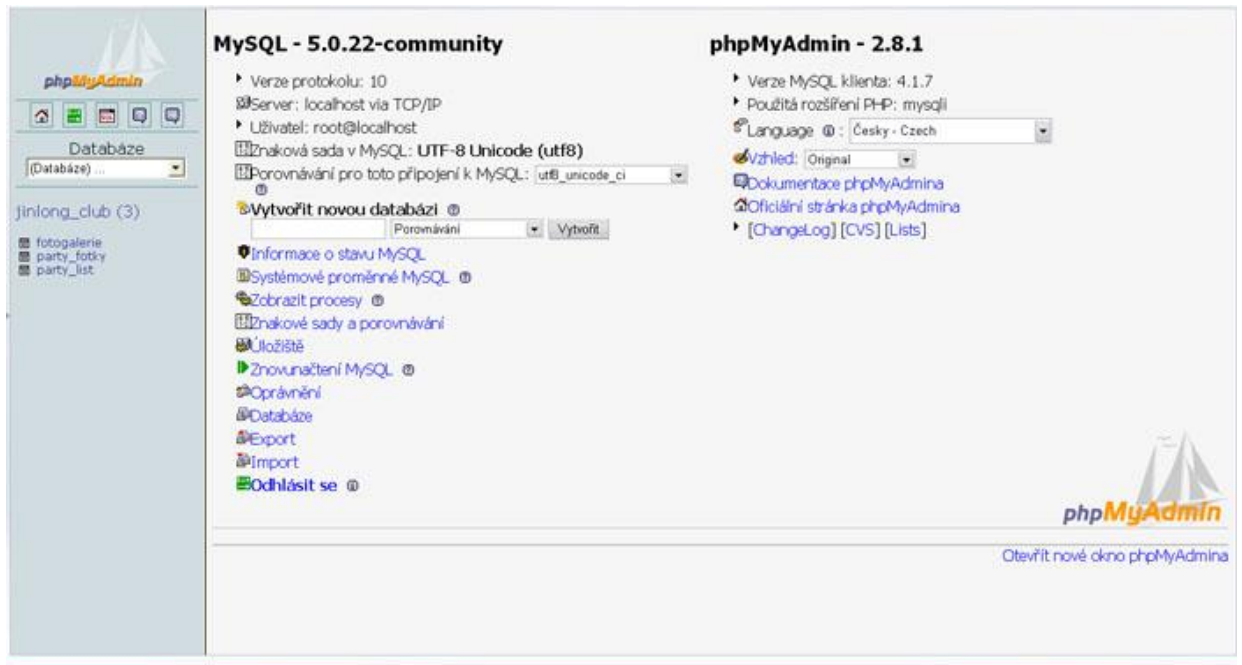 phpMyAdmin
Databáze
(Databáze) ...
jinlong_club (3)
fotogalerie
party_fotky
party_list
MySQL - 5.0.22-community
Verze protokolu: 10
Server: localhost via TCP/IP
Uživatel: root@localhost
Znaková sada v MySQL: UTF-8 Unicode (utf8)
Porovnávání pro toto připojení k MySQL: utf8_unicode_ci
Vytvořit novou databázi
Porovnávání Vytvořit
Informace o stavu MySQL
Systémové proměnné MySQL
Zobrazit procesy
Znakové sady a porovnávání
Úložiště
Znovunačtení MySQL
Oprávnění
Databáze
Export
Import
Odhlásit se
phpMyAdmin - 2.8.1
Verze MySQL klienta: 4.1.7
Použitá rozšíření PHP: mysqli
Language : Česky - Czech
Vzhled: Original
Dokumentace phpMyAdmina
Oficiální stránka phpMyAdmina
[ChangeLog] [CVS] [Lists]
phpMyAdmin
Otevřít nové okno phpMyAdmina